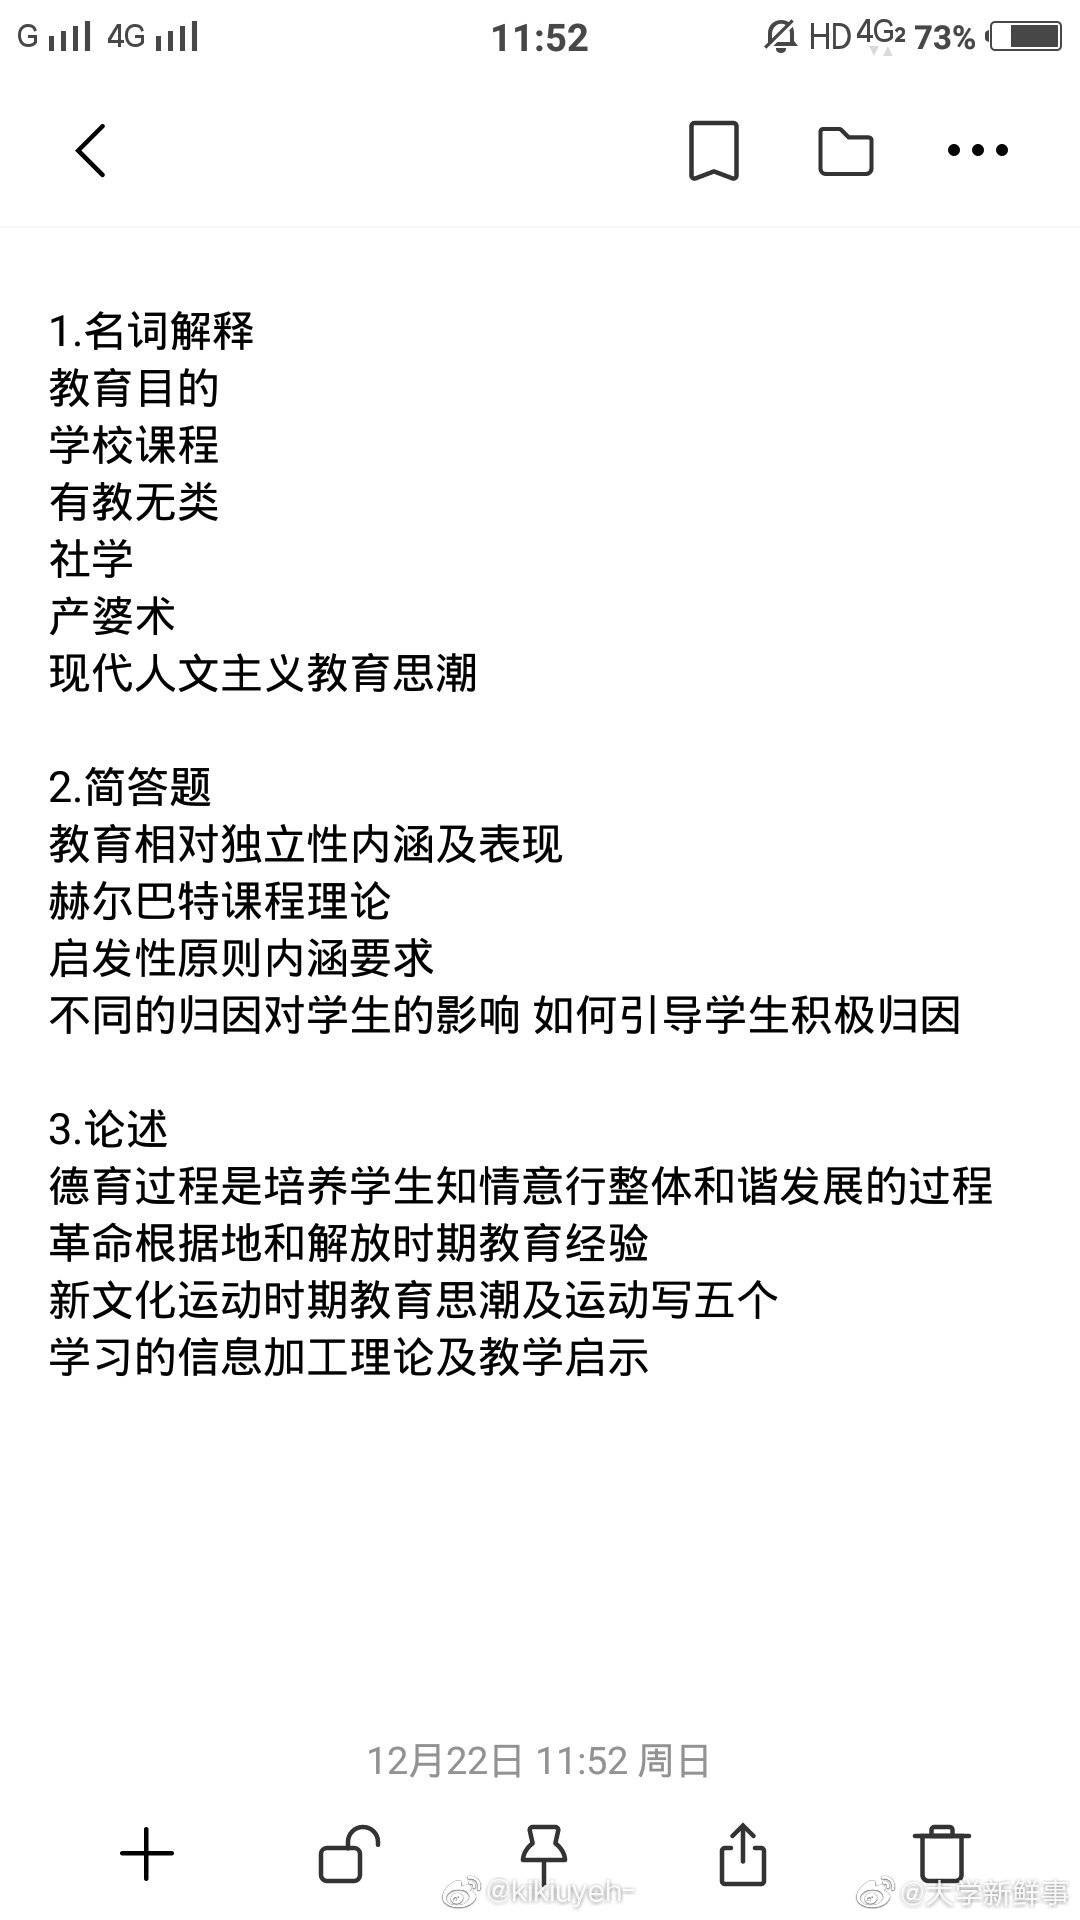 G 4G 11:52 HD 4G2 73%
1.名词解释
教育目的
学校课程
有教无类
社学
产婆术
现代人文主义教育思潮
2.简答题
教育相对独立性内涵及表现
赫尔巴特课程理论
启发性原则内涵要求
不同的归因对学生的影响 如何引导学生积极归因
3.论述
德育过程是培养学生知情意行整体和谐发展的过程
革命根据地和解放时期教育经验
新文化运动时期教育思潮及运动写五个
学习的信息加工理论及教学启示
12月22日 11:52 周日
@kikiuyeh-
@大学新鲜事